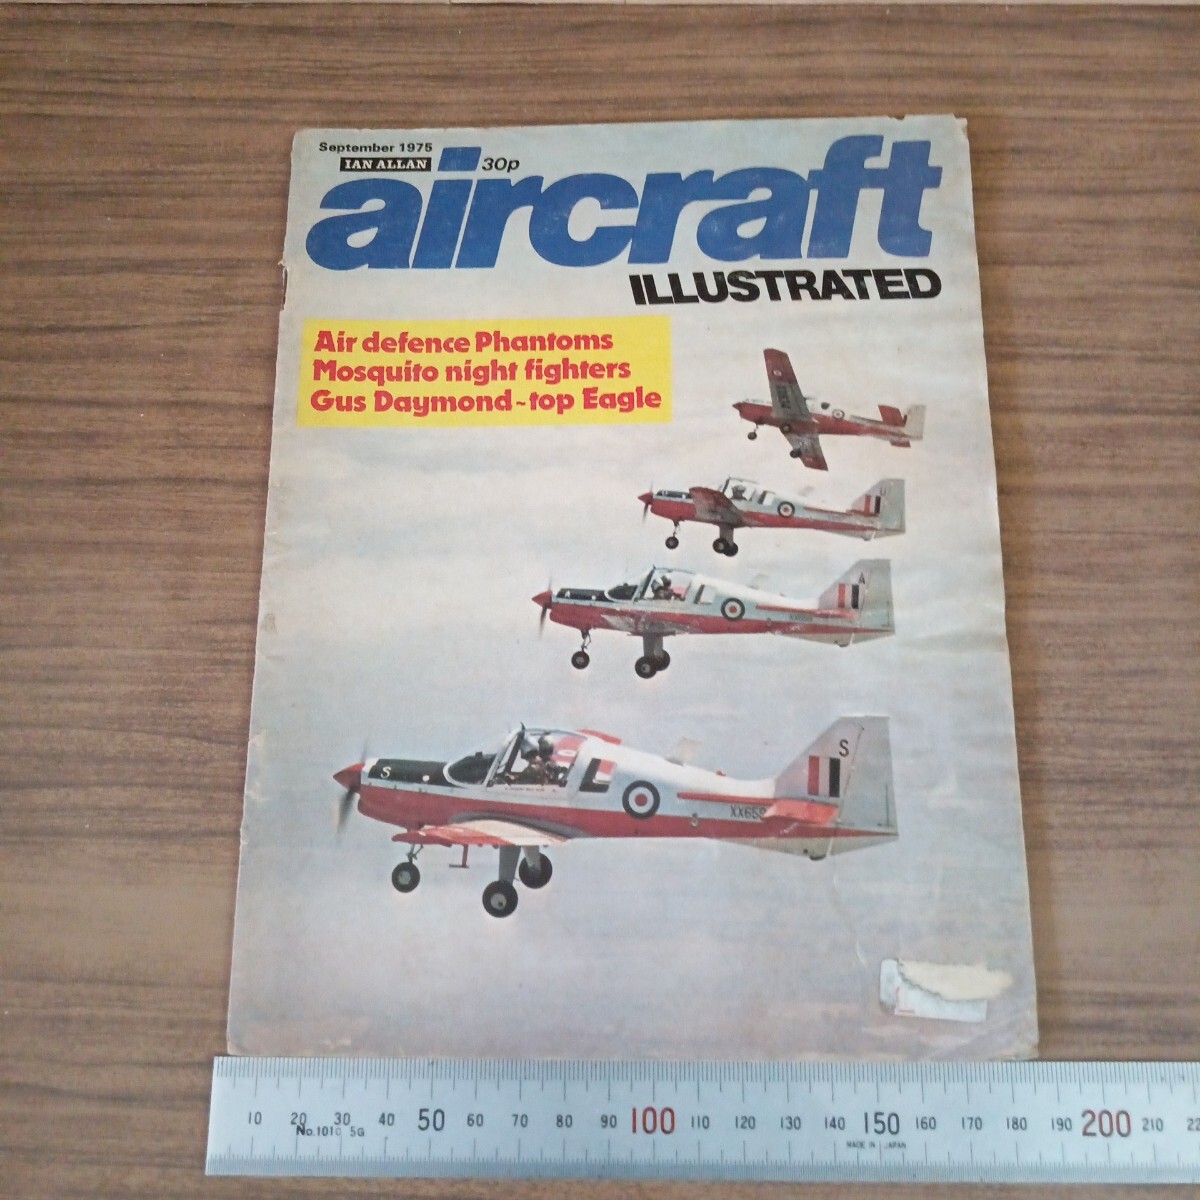 September 1975
IAN ALLAN
30p
aircraft
ILLUSTRATED
Air defence Phantoms
Mosquito night fighters
Gus Daymond~top Eagle
U
A
S
S
10 20 30 40 50 60 70 80 90 100 110 120 130 140 150 160 170 180 190 200 210
MADE IN JAPAN